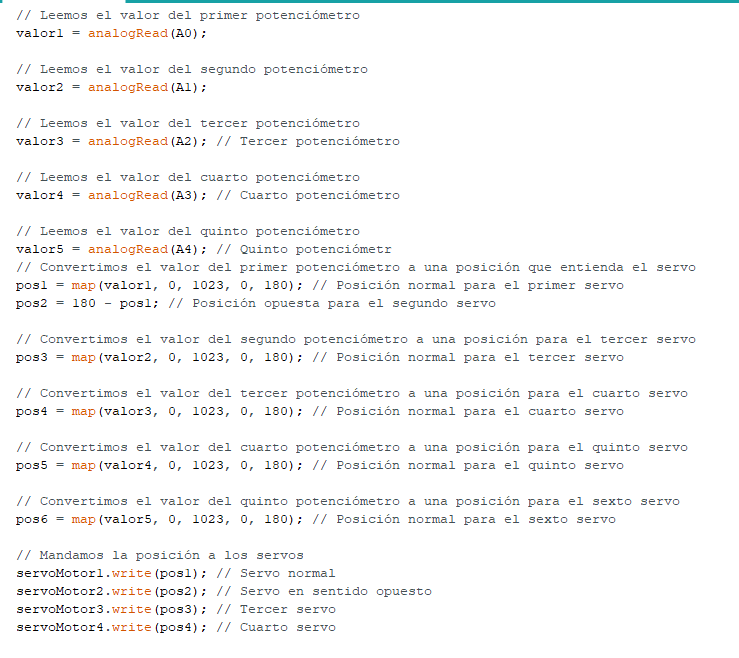 // Leemos el valor del primer potenciómetro
valor1 = analogRead(A0);
// Leemos el valor del segundo potenciómetro
valor2 = analogRead(A1);
// Leemos el valor del tercer potenciómetro
valor3 = analogRead(A2); // Tercer potenciómetro
// Leemos el valor del cuarto potenciómetro
valor4 = analogRead(A3); // Cuarto potenciómetro
// Leemos el valor del quinto potenciómetro
valor5 = analogRead(A4); // Quinto potenciómetr
// Convertimos el valor del primer potenciómetro a una posición que entienda el servo
pos1 = map(valor1, 0, 1023, 0, 180); // Posición normal para el primer servo
pos2 = 180 - pos1; // Posición opuesta para el segundo servo
// Convertimos el valor del segundo potenciómetro a una posición para el tercer servo
pos3 = map(valor2, 0, 1023, 0, 180); // Posición normal para el tercer servo
// Convertimos el valor del tercer potenciómetro a una posición para el cuarto servo
pos4 = map(valor3, 0, 1023, 0, 180); // Posición normal para el cuarto servo
// Convertimos el valor del cuarto potenciómetro a una posición para el quinto servo
pos5 = map(valor4, 0, 1023, 0, 180); // Posición normal para el quinto servo
// Convertimos el valor del quinto potenciómetro a una posición para el sexto servo
pos6 = map(valor5, 0, 1023, 0, 180); // Posición normal para el sexto servo
// Mandamos la posición a los servos
servoMotor1.write(pos1); // Servo normal
servoMotor2.write(pos2); // Servo en sentido opuesto
servoMotor3.write(pos3); // Tercer servo
servoMotor4.write(pos4); // Cuarto servo